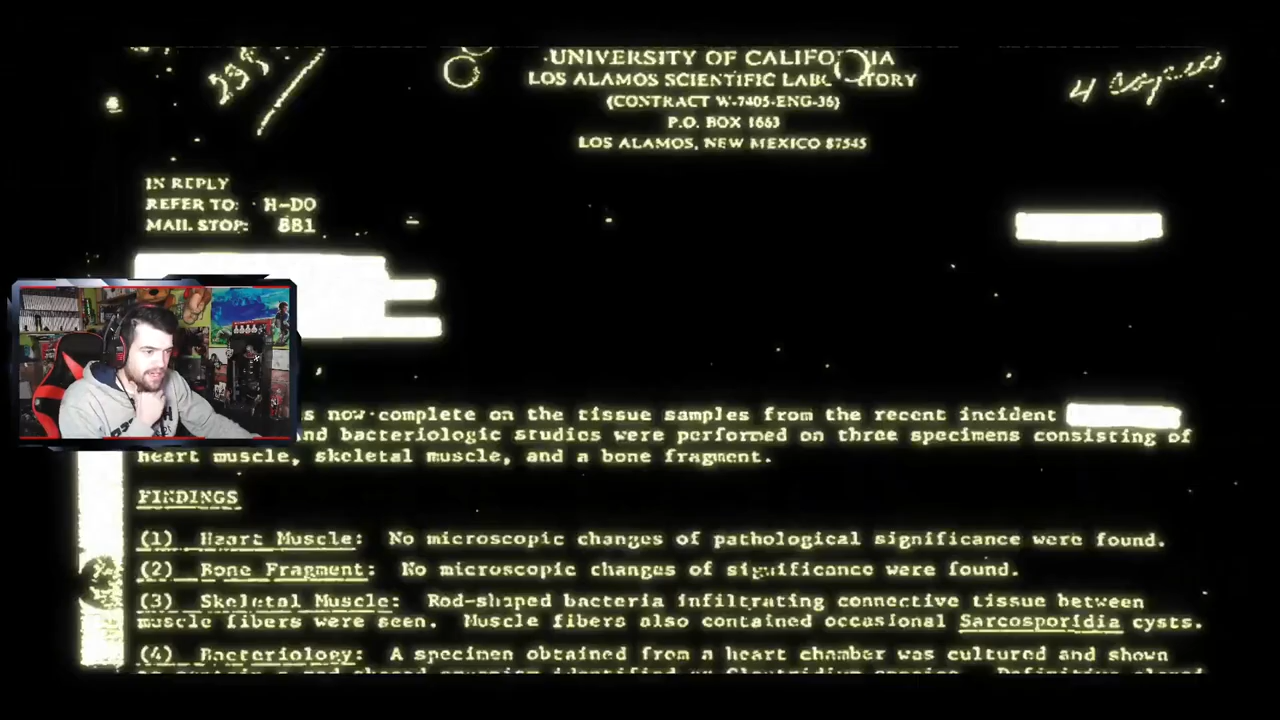 4 copies
UNIVERSITY OF CALIFO IA
LOS ALAMOS SCIENTIFIC LABO TORY
(CONTRACT W-7405-ENG-36)
P.O. BOX 1663
LOS ALAMOS, NEW MEXICO 87545
IN REPLY
REFER TO: H-DO
MAIL STOP: 881
s now complete on the tissue samples from the recent incident
nd bacteriologic studies were performed on three specimens consisting of
heart muscle, skeletal muscle, and a bone fragment.
FINDINGS
(1) Heart Muscle: No microscopic changes of pathological significance were found.
(2) Bone Fragment: No microscopic changes of significance were found.
(3) Skeletal Muscle: Rod-shaped bacteria infiltrating connective tissue between
muscle fibers were seen. Muscle fibers also contained occasional Sarcosporidia cysts.
(4) Bacteriology: A specimen obtained from a heart chamber was cultured and shown